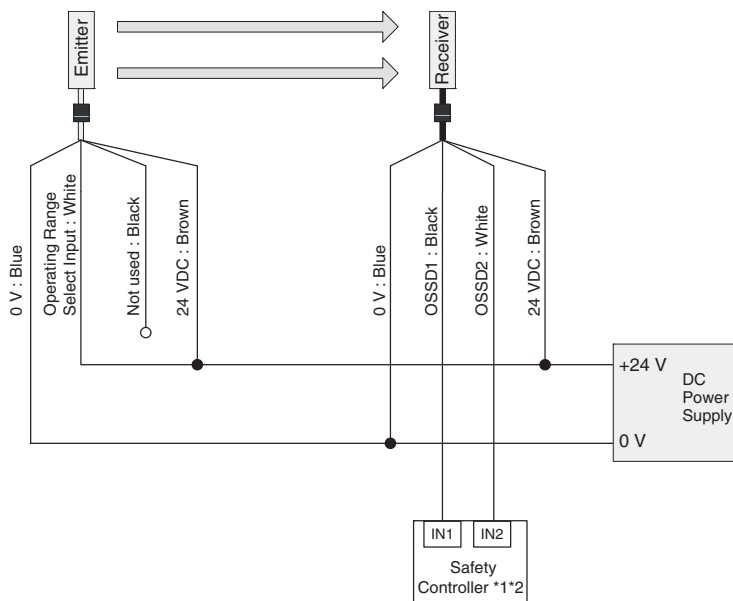 Emitter
Receiver
0 V : Blue
Operating Range
Select Input : White
Not used : Black
24 VDC : Brown
0 V : Blue
OSSD1 : Black
OSSD2 : White
24 VDC : Brown
+24 V
DC
Power
Supply
0 V
IN1
IN2
Safety
Controller *1*2